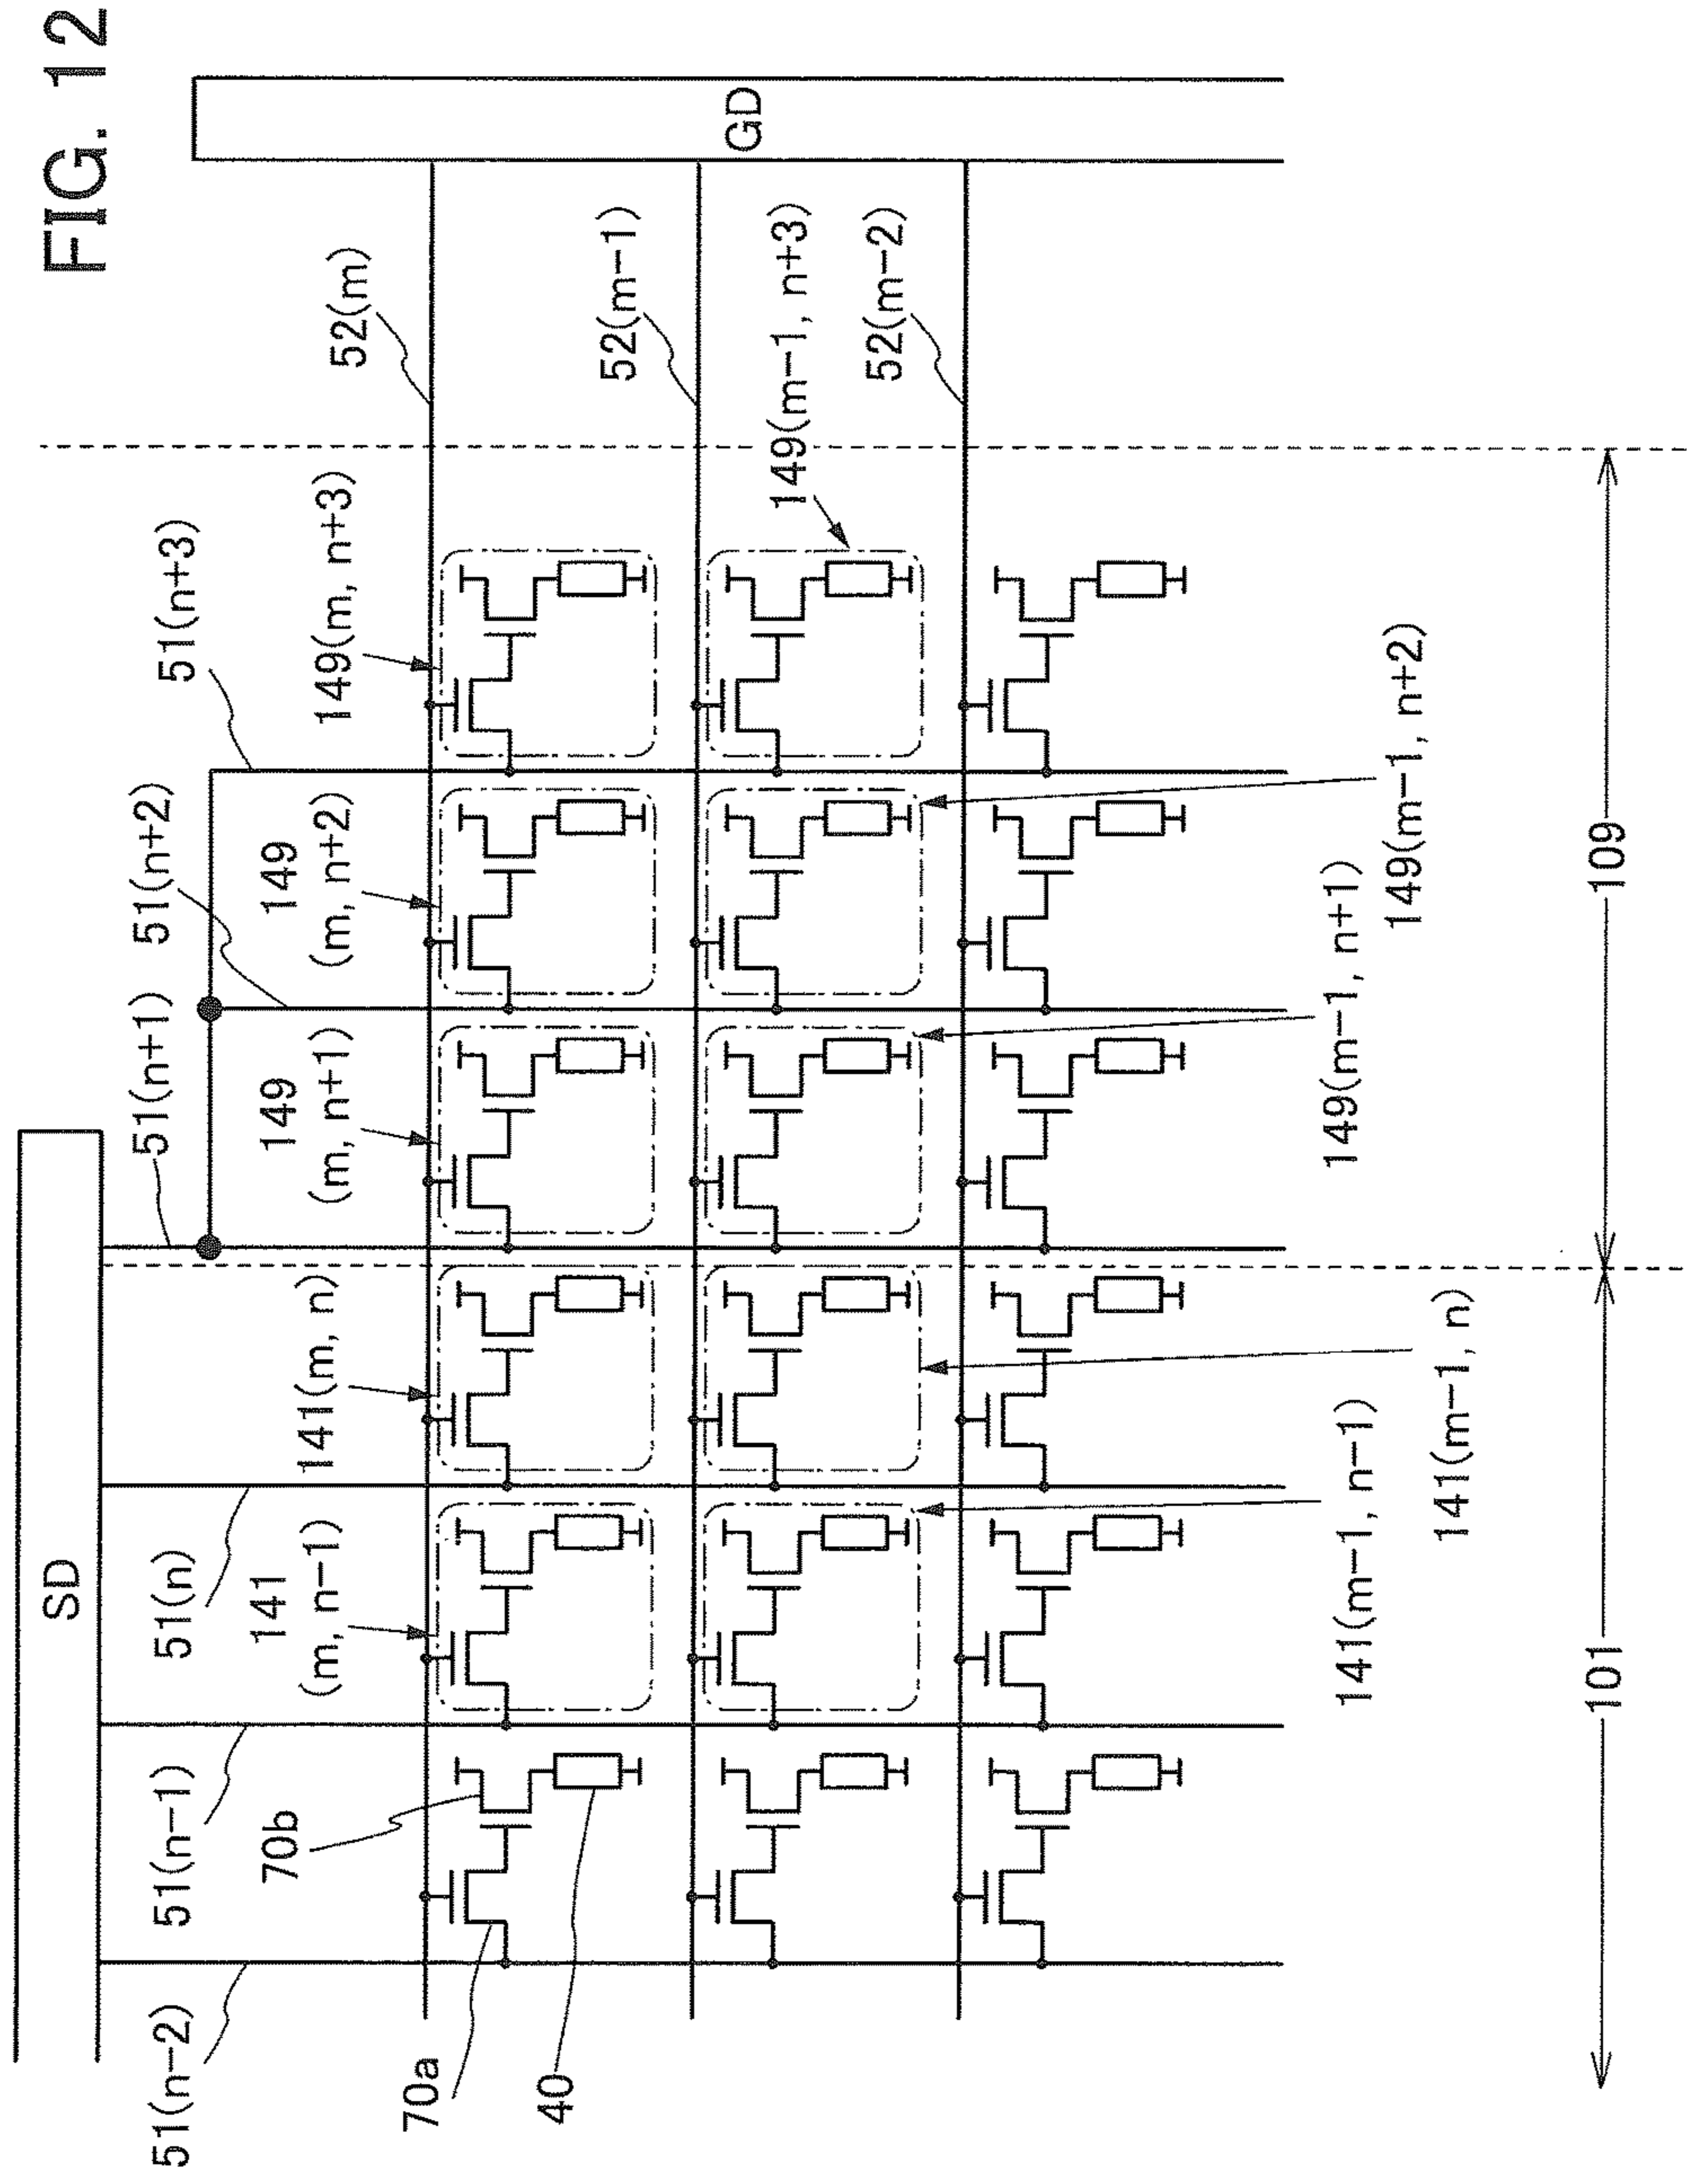 FIG. 12
SD
GD
51(n-2)
51(n-1)
51(n)
51(n+1)
51(n+2)
51(n+3)
52(m)
52(m-1)
52(m-2)
141
(m, n-1)
141(m, n)
149
(m, n+1)
149
(m, n+2)
149(m, n+3)
149(m-1, n+3)
70a
70b
40
141(m-1, n-1)
141(m-1, n)
149(m-1, n+1)
149(m-1, n+2)
101
109